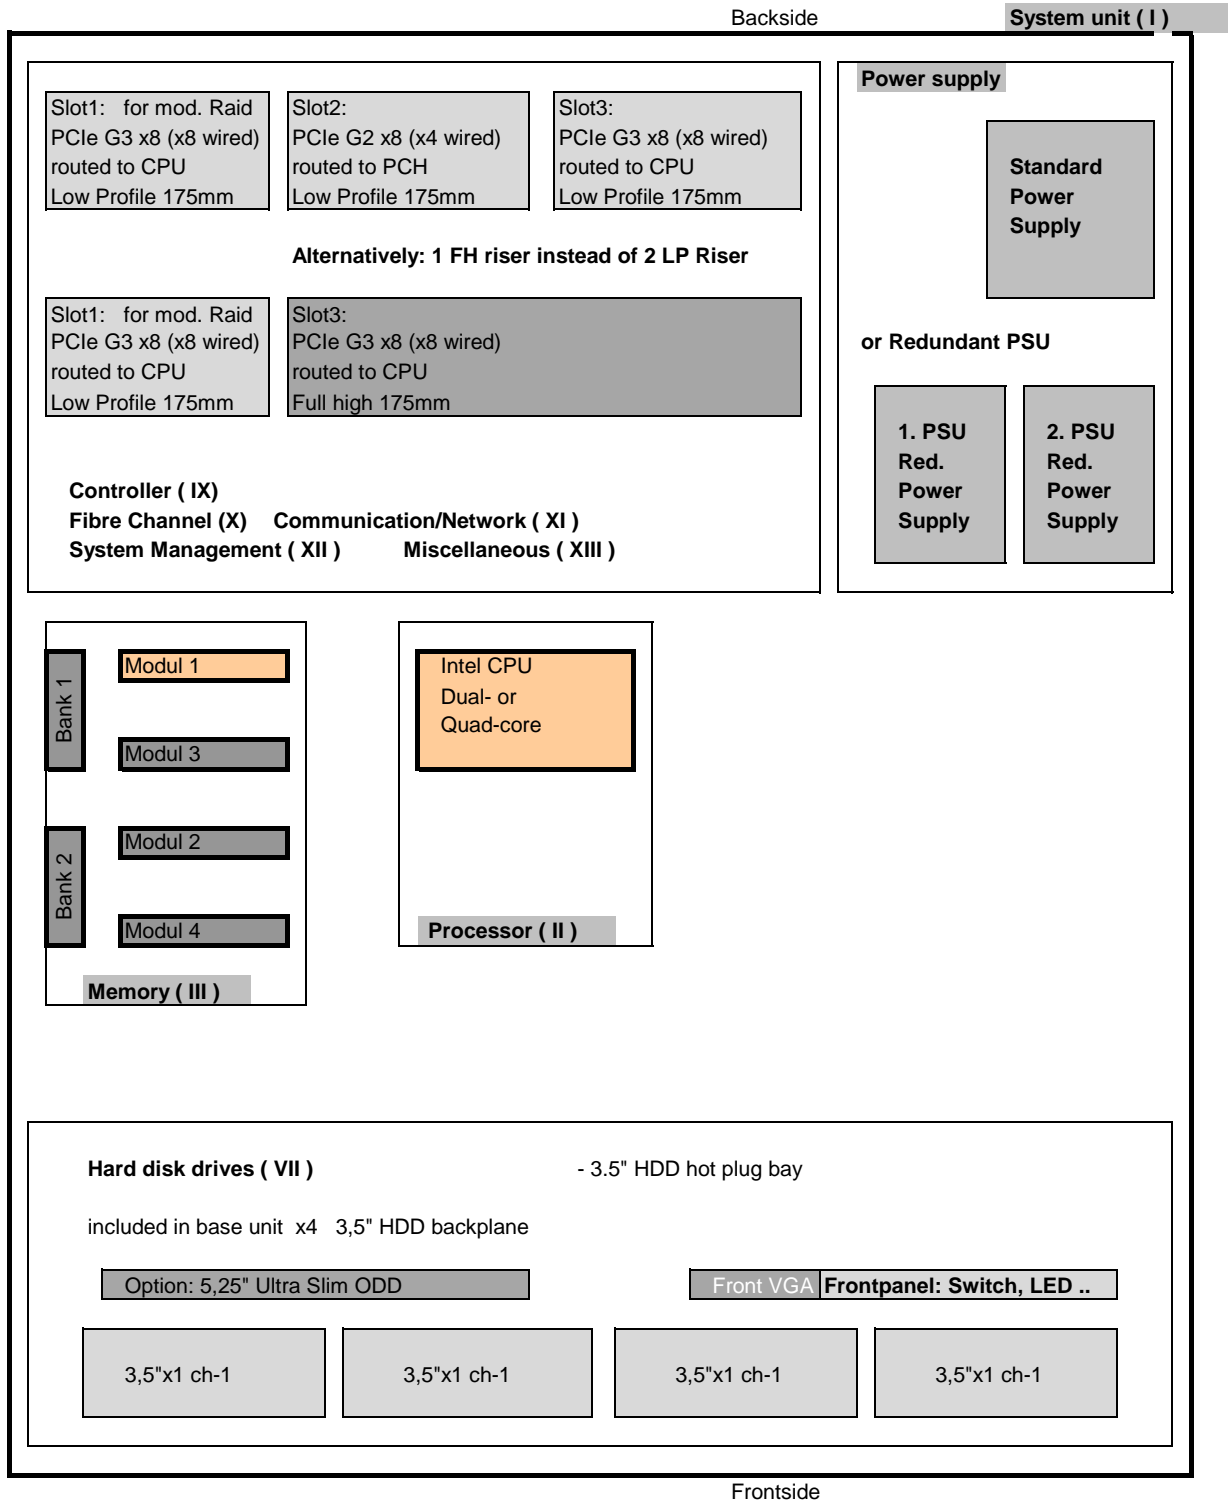 Backside
System unit ( I )
Slot1:   for mod. Raid
PCIe G3 x8 (x8 wired)
routed to CPU
Low Profile 175mm
Slot2:
PCIe G2 x8 (x4 wired)
routed to PCH
Low Profile 175mm
Slot3:
PCIe G3 x8 (x8 wired)
routed to CPU
Low Profile 175mm
Alternatively: 1 FH riser instead of 2 LP Riser
Slot1:   for mod. Raid
PCIe G3 x8 (x8 wired)
routed to CPU
Low Profile 175mm
Slot3:
PCIe G3 x8 (x8 wired)
routed to CPU
Full high 175mm
Controller ( IX)
Fibre Channel (X)    Communication/Network ( XI )
System Management ( XII )    Miscellaneous ( XIII )
Power supply
Standard
Power
Supply
or Redundant PSU
1. PSU
Red.
Power
Supply
2. PSU
Red.
Power
Supply
Bank 1
Modul 1
Modul 3
Bank 2
Modul 2
Modul 4
Memory ( III )
Intel CPU
Dual- or
Quad-core
Processor ( II )
Hard disk drives ( VII )
- 3.5" HDD hot plug bay
included in base unit  x4   3,5" HDD backplane
Option: 5,25" Ultra Slim ODD
Front VGA
Frontpanel: Switch, LED ..
3,5"x1 ch-1
3,5"x1 ch-1
3,5"x1 ch-1
3,5"x1 ch-1
Frontside